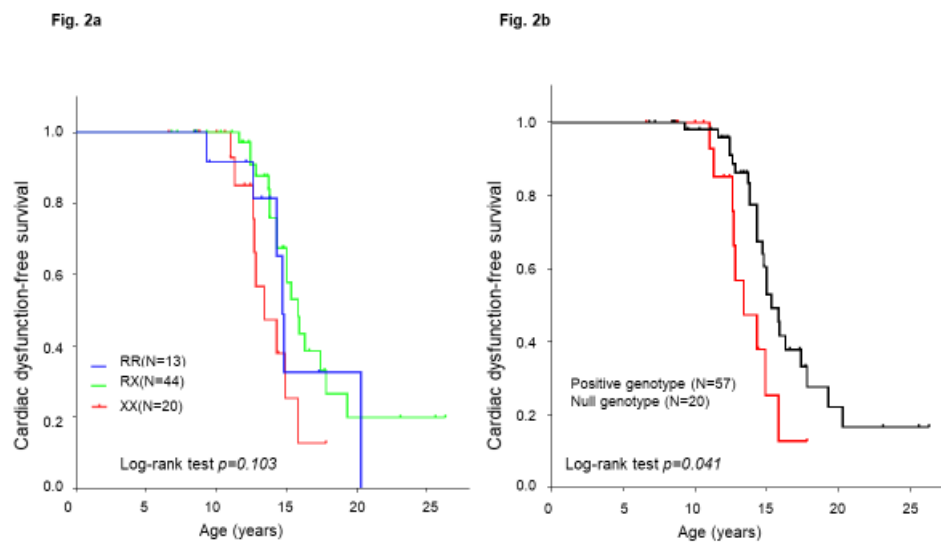 Fig. 2a
Fig. 2b
Cardiac dysfunction-free survival
1.0
0.8
0.6
0.4
0.2
0.0
RR(N=13)
RX(N=44)
XX(N=20)
Log-rank test p=0.103
0
5
10
15
20
25
Age (years)
Cardiac dysfunction-free survival
1.0
0.8
0.6
0.4
0.2
0.0
Positive genotype (N=57)
Null genotype (N=20)
Log-rank test p=0.041
0
5
10
15
20
25
Age (years)